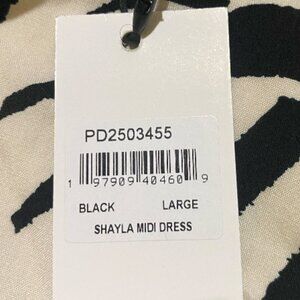 PD2503455
1 97909 40460 9
BLACK LARGE
SHAYLA MIDI DRESS